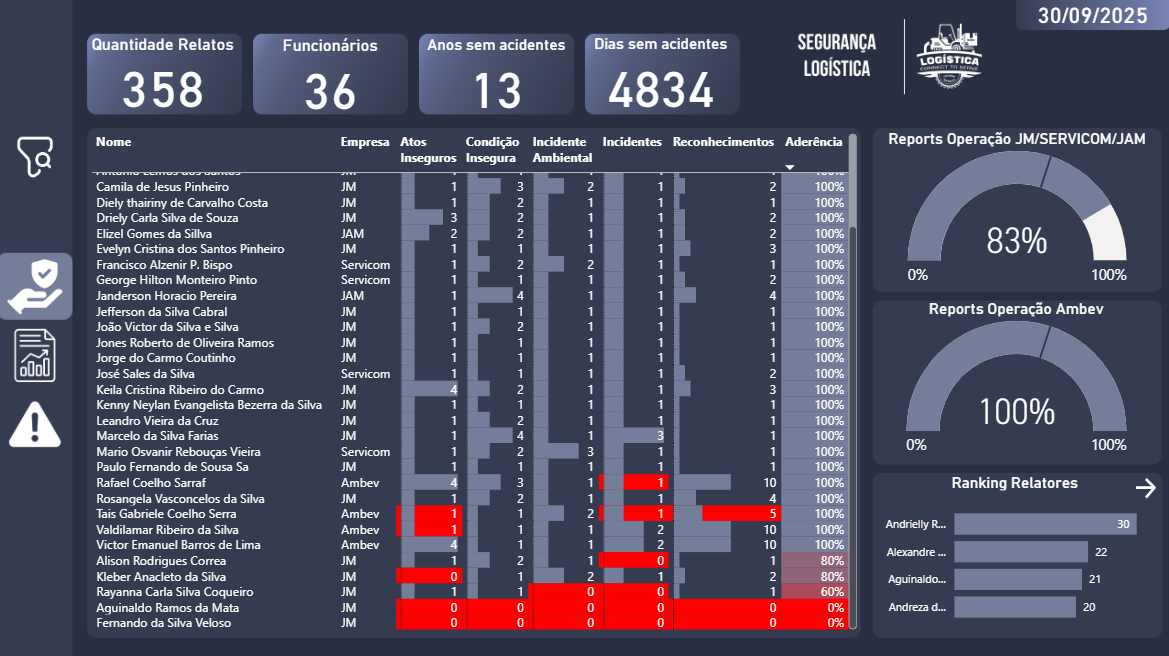 30/09/2025
Quantidade Relatos
358
Funcionários
36
Anos sem acidentes
13
Dias sem acidentes
4834
SEGURANÇA
LOGÍSTICA
LOGÍSTICA
CONNECT TO SERVE
Nome Empresa Atos Inseguros Condição Insegura Incidente Ambiental Incidentes Reconhecimentos Aderência
Camila de Jesus Pinheiro JM 1 3 2 1 2 100%
Diely thairiny de Carvalho Costa JM 1 2 1 1 1 100%
Driely Carla Silva de Souza JM 3 2 1 1 2 100%
Elizel Gomes da Sillva JAM 2 2 1 1 2 100%
Evelyn Cristina dos Santos Pinheiro JM 1 1 1 1 3 100%
Francisco Alzenir P. Bispo Servicom 1 2 2 1 1 100%
George Hilton Monteiro Pinto Servicom 1 1 1 1 2 100%
Janderson Horacio Pereira JAM 1 4 1 1 4 100%
Jefferson da Silva Cabral JM 1 1 1 1 1 100%
João Victor da Silva e Silva JM 1 2 1 1 1 100%
Jones Roberto de Oliveira Ramos JM 1 1 1 1 1 100%
Jorge do Carmo Coutinho JM 1 1 1 1 1 100%
José Sales da Silva Servicom 1 1 1 1 2 100%
Keila Cristina Ribeiro do Carmo JM 4 2 1 1 3 100%
Kenny Neylan Evangelista Bezerra da Silva JM 1 1 1 1 1 100%
Leandro Vieira da Cruz JM 1 2 1 1 1 100%
Marcelo da Silva Farias JM 1 4 1 3 1 100%
Mario Osvanir Rebouças Vieira Servicom 1 2 3 1 1 100%
Paulo Fernando de Sousa Sa JM 1 1 1 1 1 100%
Rafael Coelho Sarraf Ambev 4 3 1 1 10 100%
Rosangela Vasconcelos da Silva JM 1 2 1 1 4 100%
Tais Gabriele Coelho Serra Ambev 1 1 2 1 5 100%
Valdilamar Ribeiro da Silva Ambev 1 1 1 2 10 100%
Victor Emanuel Barros de Lima Ambev 4 1 1 2 10 100%
Alison Rodrigues Correa JM 1 2 1 0 1 80%
Kleber Anacleto da Silva JM 0 1 2 1 2 80%
Rayanna Carla Silva Coqueiro JM 1 1 0 0 1 60%
Aguinaldo Ramos da Mata JM 0 0 0 0 0 0%
Fernando da Silva Veloso JM 0 0 0 0 0 0%
Reports Operação JM/SERVICOM/JAM
83%
0% 100%
Reports Operação Ambev
100%
0% 100%
Ranking Relatores
Andrielly R... 30
Alexandre ... 22
Aguinaldo... 21
Andreza d... 20